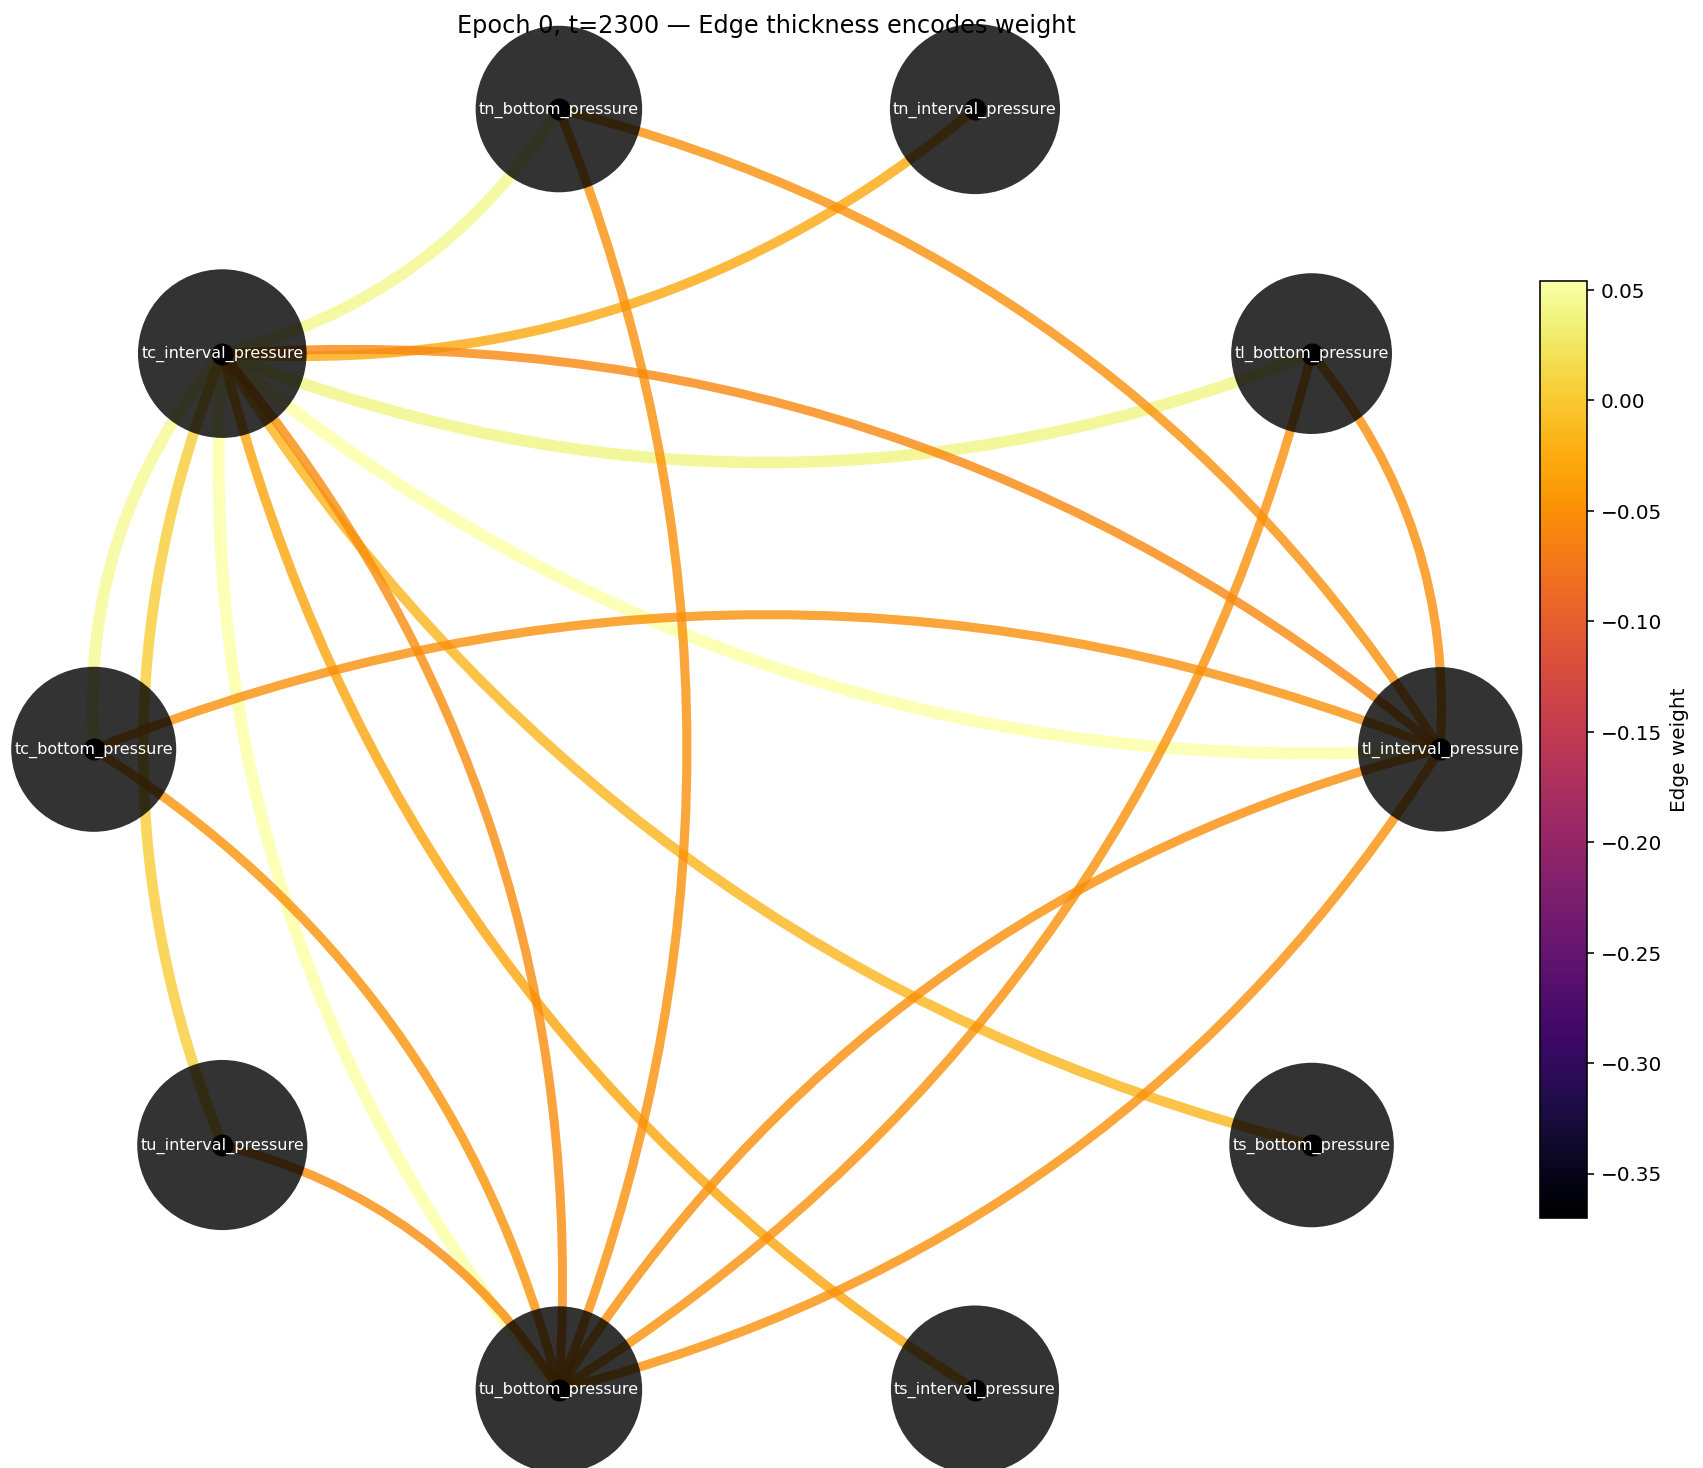 Epoch 0, t=2300 — Edge thickness encodes weight
tn_bottom_pressure
tn_interval_pressure
tc_interval_pressure
tl_bottom_pressure
tc_bottom_pressure
tl_interval_pressure
tu_interval_pressure
ts_bottom_pressure
tu_bottom_pressure
ts_interval_pressure
0.05
0.00
−0.05
−0.10
−0.15
−0.20
−0.25
−0.30
−0.35
Edge weight